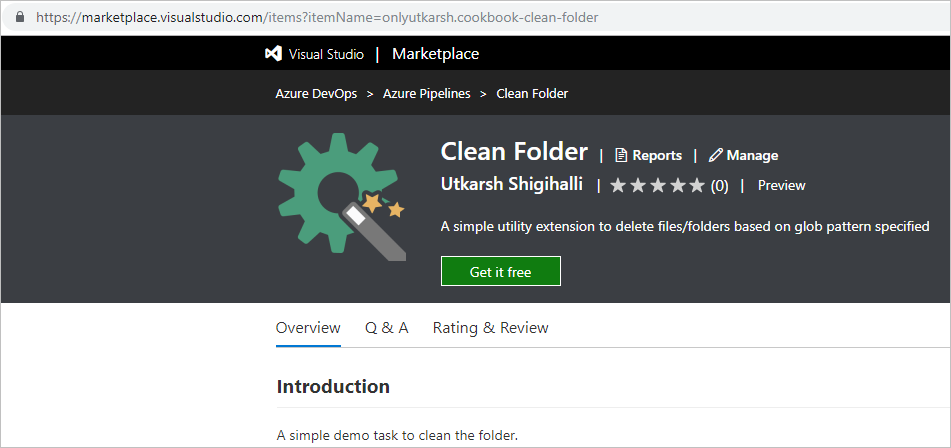 https://marketplace.visualstudio.com/items?itemName=onlyutkarsh.cookbook-clean-folder
Visual Studio | Marketplace
Azure DevOps > Azure Pipelines > Clean Folder
Clean Folder | Reports | Manage
Utkarsh Shigihalli | (0) | Preview
A simple utility extension to delete files/folders based on glob pattern specified
Get it free
Overview Q & A Rating & Review
Introduction
A simple demo task to clean the folder.